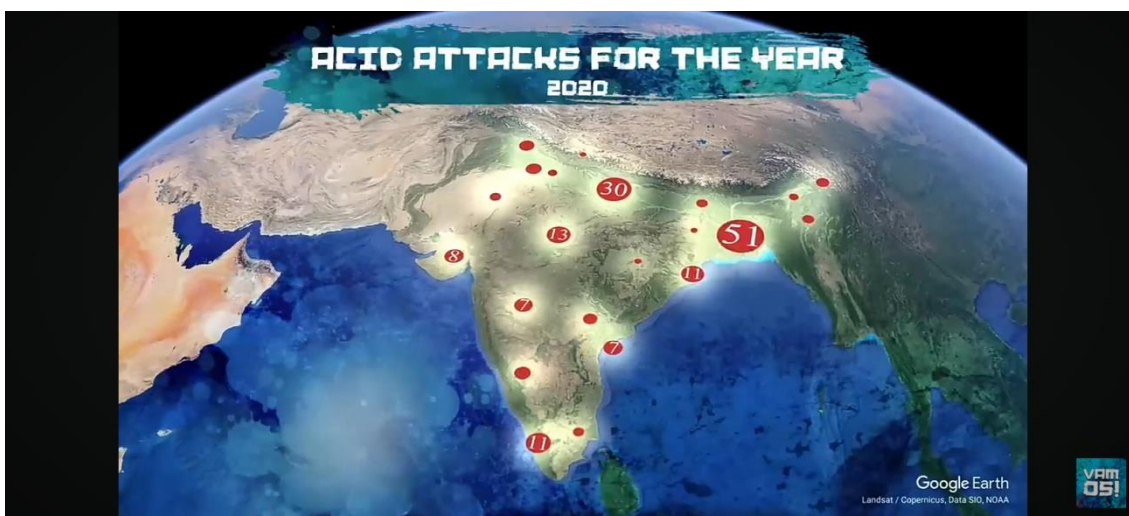 ACID ATTACKS FOR THE YEAR
2020
30
13
51
8
11
7
7
11
Google Earth
Landsat / Copernicus, Data SIO, NOAA
VAM
OS!